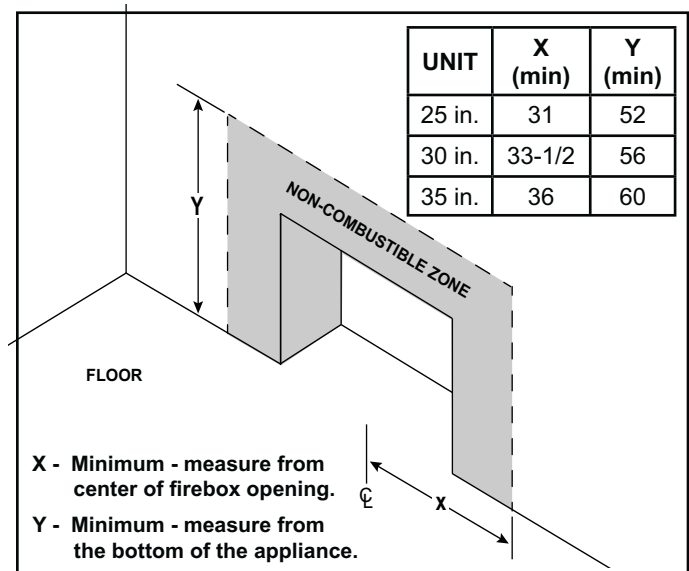 UNIT X (min) Y (min)
25 in. 31 52
30 in. 33-1/2 56
35 in. 36 60
Y
NON-COMBUSTIBLE ZONE
FLOOR
X - Minimum - measure from
center of firebox opening.
℄
X
Y - Minimum - measure from
the bottom of the appliance.